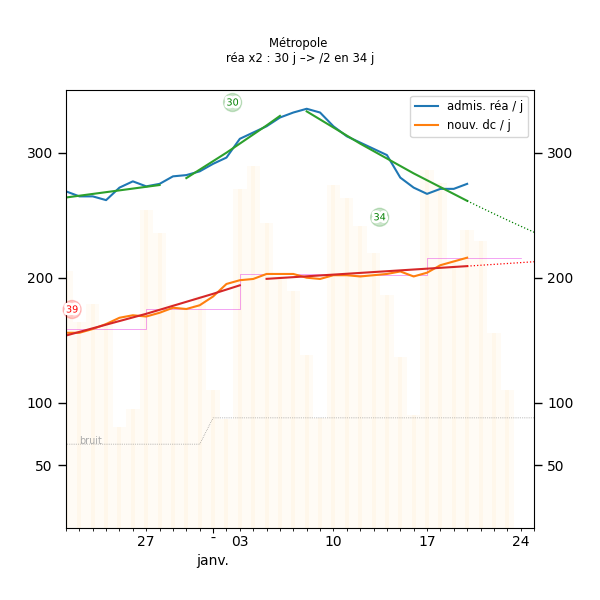 Métropole
réa x2 : 30 j –> /2 en 34 j
30
admis. réa / j
nouv. dc / j
300
300
34
200
200
39
100
100
bruit
50
50
27
-
03
10
17
24
janv.